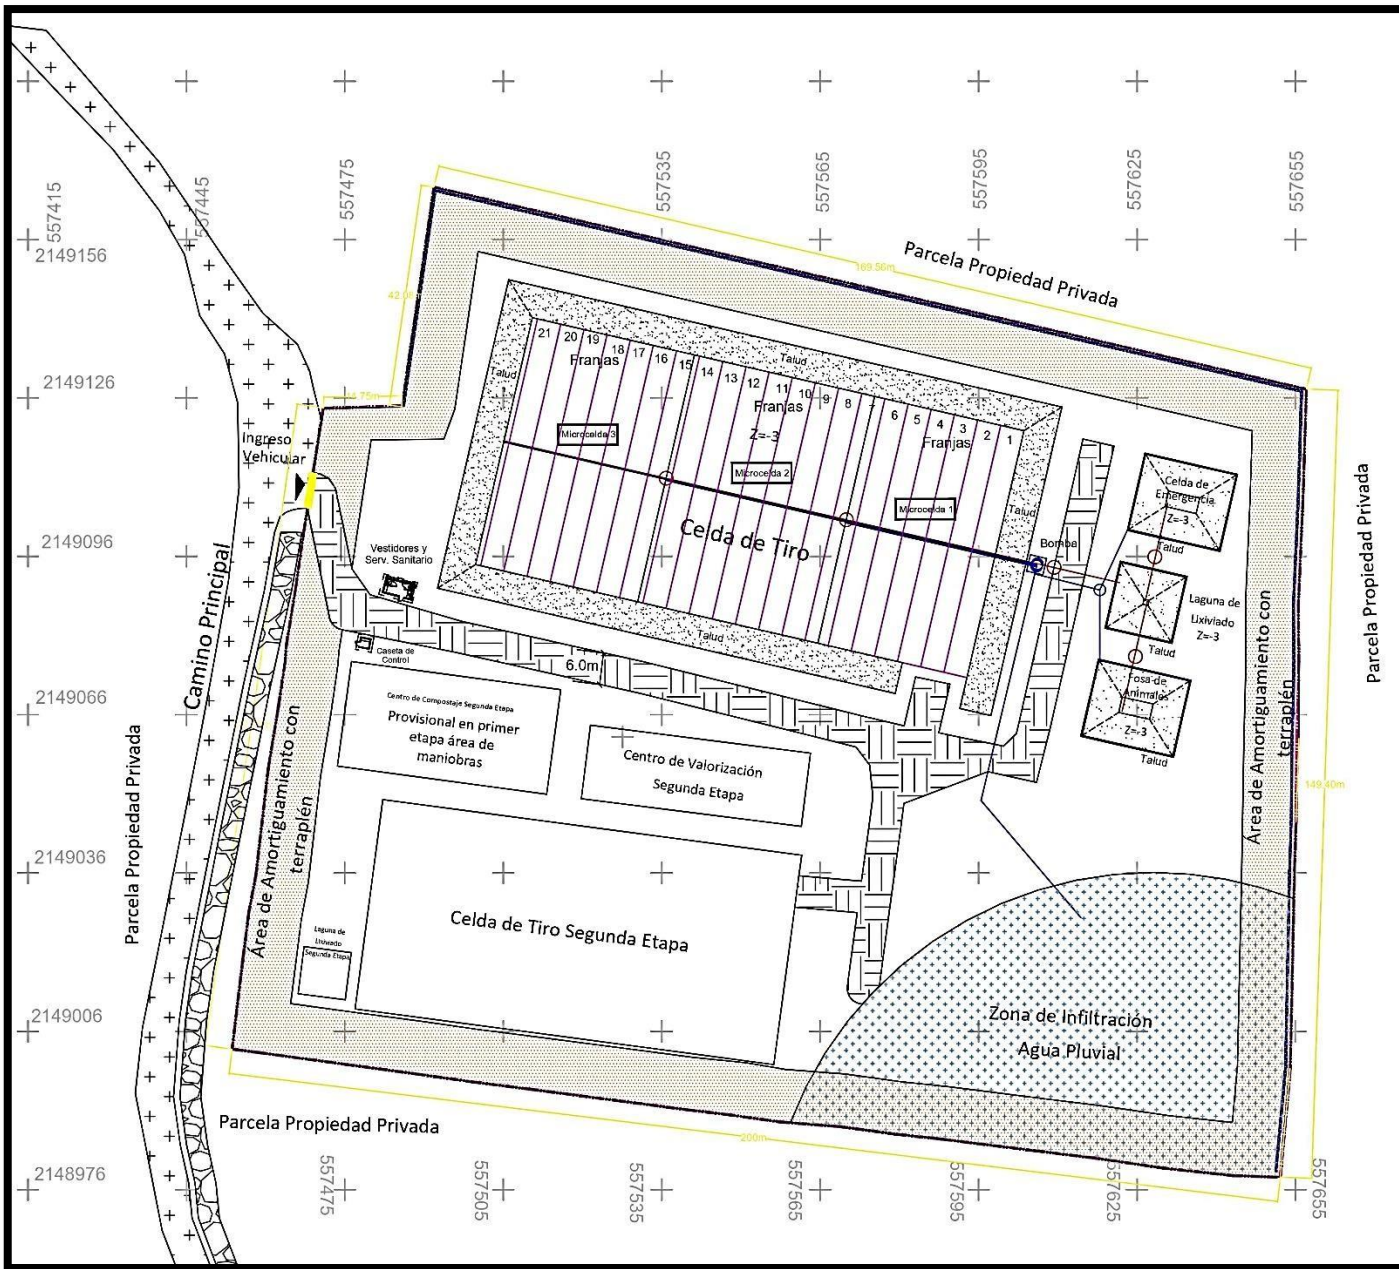 557415
557445
557475
557535
557565
557595
557625
557655
2149156
2149126
2149096
2149066
2149036
2149006
2148976
Parcela Propiedad Privada
169.56m
Ingreso
Vehicular
Camino Principal
Talud
Talud
21
20
19
18
17
16
15
14
13
12
11
10
9
8
7
6
5
4
3
2
1
Franjas
Franjas
Franjas
Z=-3
Microcelda 3
Microcelda 2
Microcelda 1
Celda de Tiro
Talud
Talud
Bomba
Celda de
Emergencia
Z=-3
Talud
Laguna de
Lixiviado
Z=-3
Talud
Fosa de
Animales
Z=-3
Talud
Vestidores y
Serv. Sanitario
Caseta de
Control
6.0m
Centro de Compostaje Segunda Etapa
Provisional en primer
etapa área de
maniobras
Centro de Valorización
Segunda Etapa
Celda de Tiro Segunda Etapa
Laguna de
Lixiviado
Segunda Etapa
Área de Amortiguamiento con
terraplén
Área de Amortiguamiento con
terraplén
Parcela Propiedad Privada
Parcela Propiedad Privada
149.40m
Zona de Infiltración
Agua Pluvial
Parcela Propiedad Privada
200m
557475
557505
557535
557565
557595
557625
557655